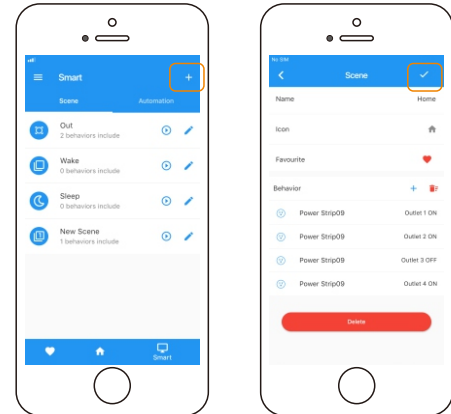 Smart
Scene Automation
Out
2 behaviors include
Wake
0 behaviors include
Sleep
0 behaviors include
New Scene
1 behaviors include
Smart
No SIM
Scene
Name Home
Icon
Favourite
Behavior
Power Strip09 Outlet 1 ON
Power Strip09 Outlet 2 ON
Power Strip09 Outlet 3 OFF
Power Strip09 Outlet 4 ON
Delete